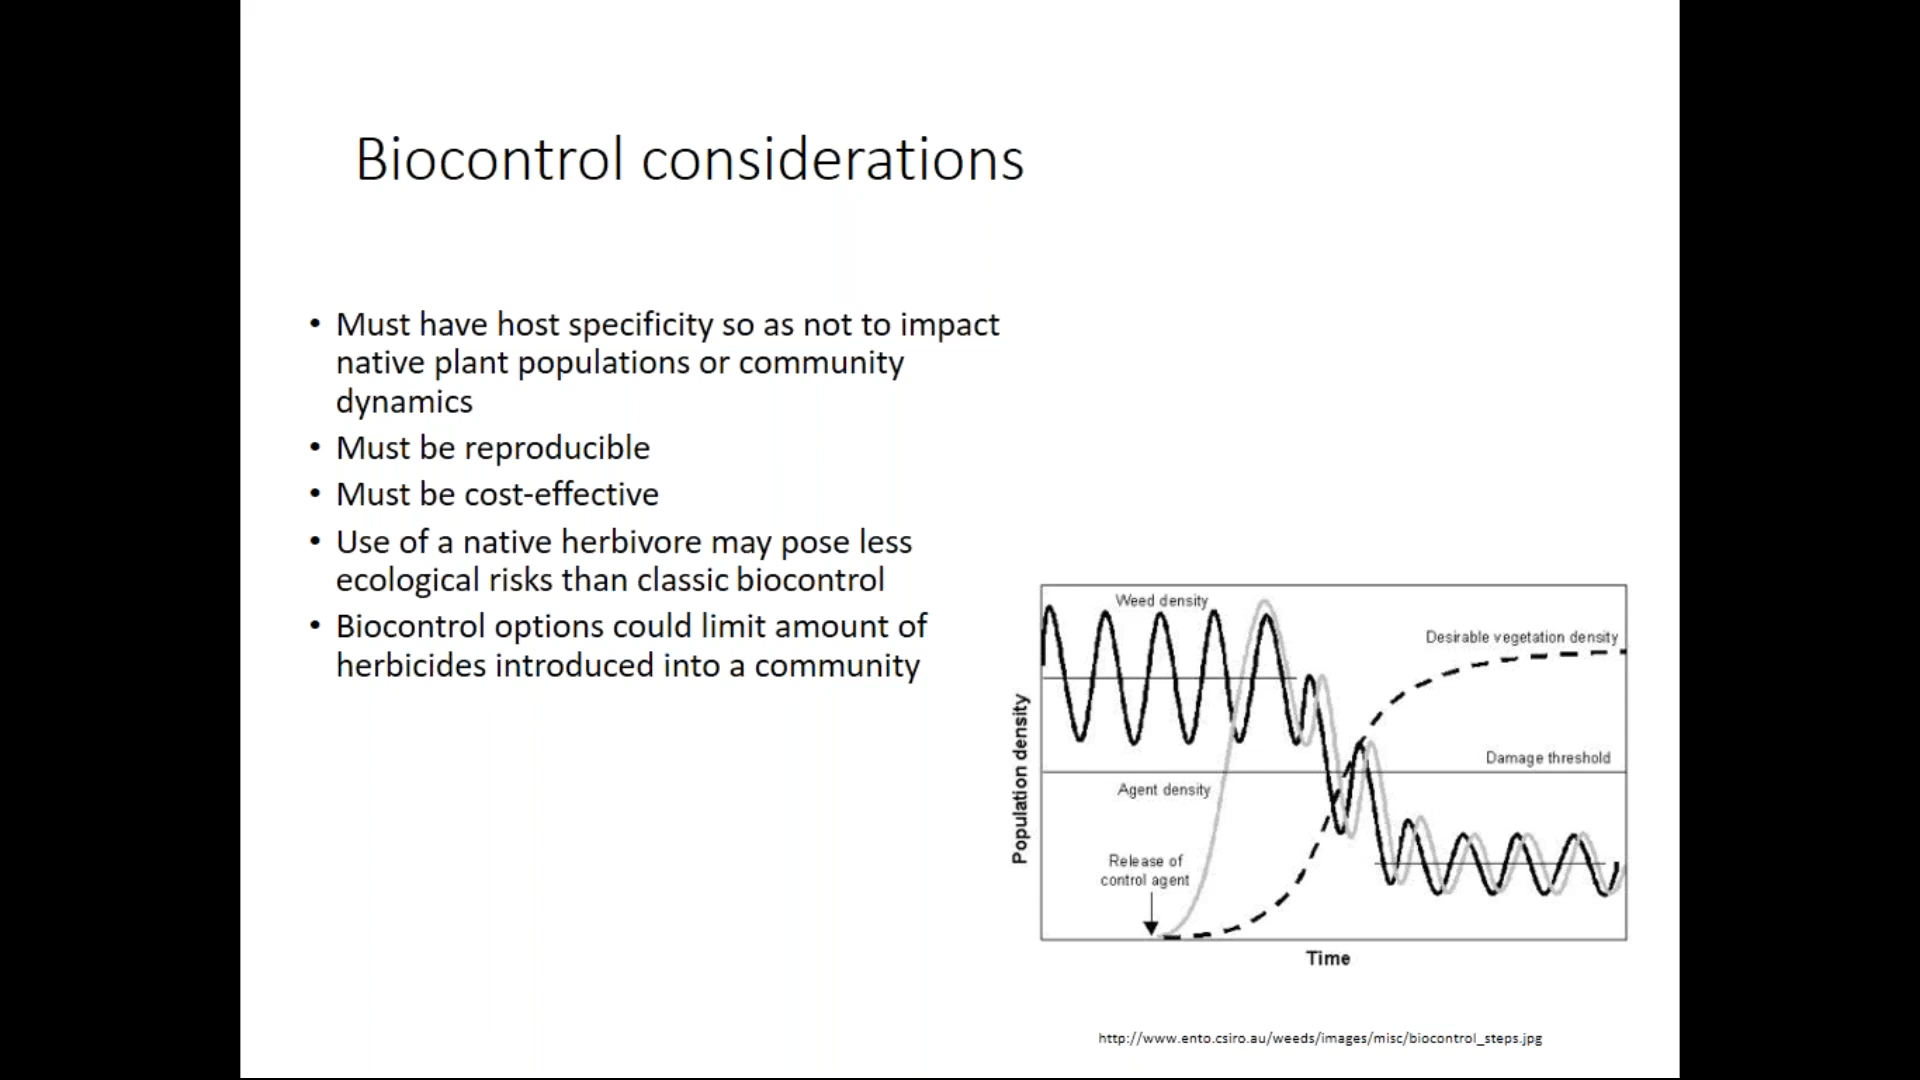 Biocontrol considerations
• Must have host specificity so as not to impact
native plant populations or community
dynamics
• Must be reproducible
• Must be cost-effective
• Use of a native herbivore may pose less
ecological risks than classic biocontrol
• Biocontrol options could limit amount of
herbicides introduced into a community
Weed density
Desirable vegetation density
Damage threshold
Agent density
Release of
control agent
Population density
Time
http://www.ento.csiro.au/weeds/images/misc/biocontrol_steps.jpg